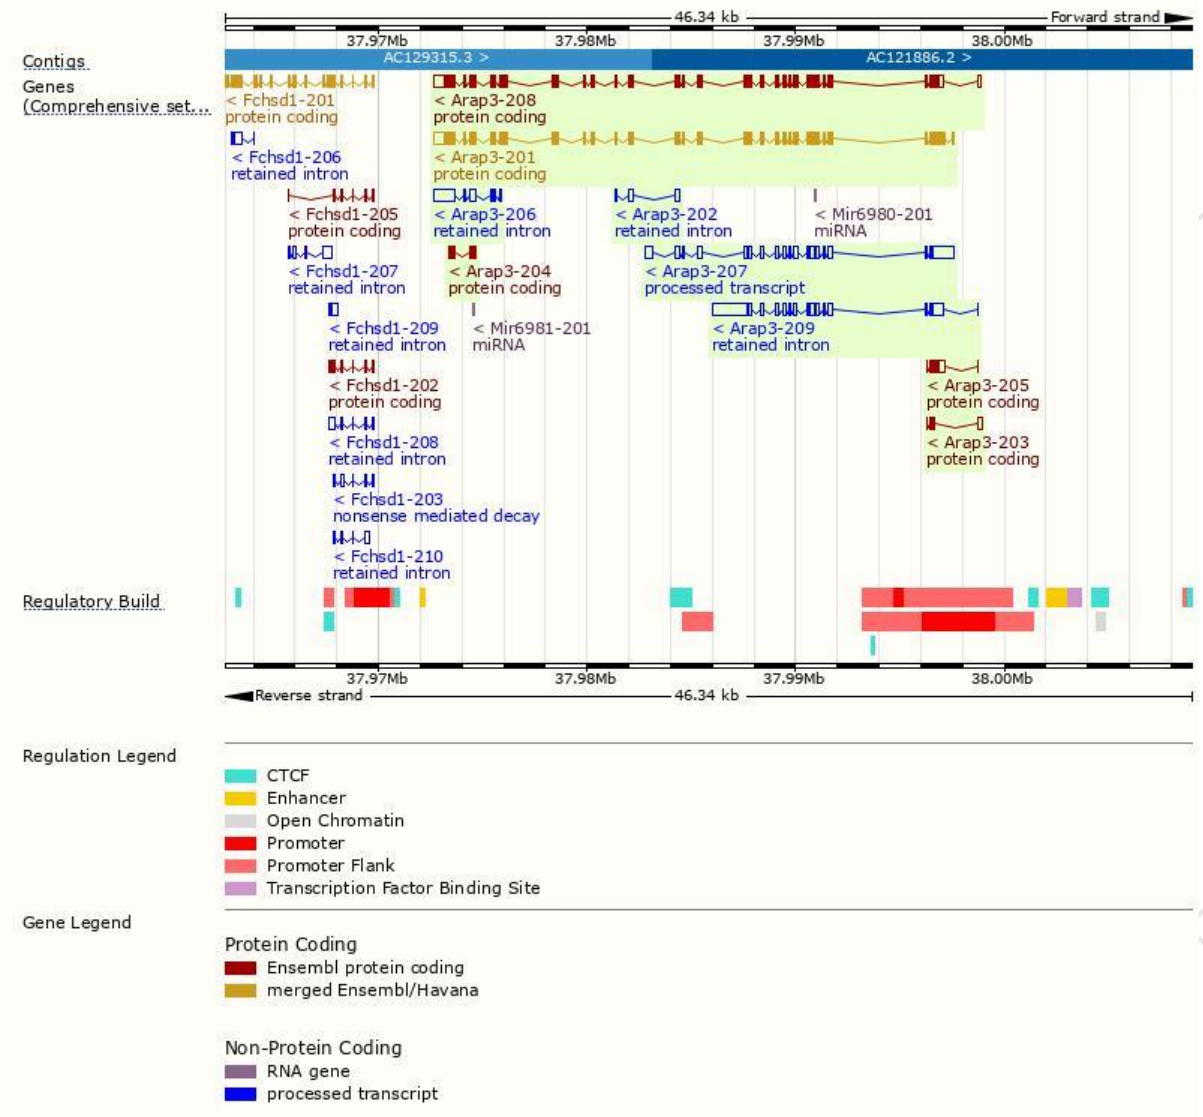 46.34 kb Forward strand
37.97Mb 37.98Mb 37.99Mb 38.00Mb
Contigs AC129315.3 > AC121886.2 >
Genes
(Comprehensive set...
< Fchsd1-201 < Arap3-208
protein coding protein coding
< Fchsd1-206 < Arap3-201
retained intron protein coding
< Fchsd1-205 < Arap3-206 < Arap3-202 < Mir6980-201
protein coding retained intron retained intron miRNA
< Fchsd1-207 < Arap3-204 < Arap3-207
retained intron protein coding processed transcript
< Fchsd1-209 < Mir6981-201 < Arap3-209
retained intron miRNA retained intron
< Fchsd1-202 < Arap3-205
protein coding protein coding
< Fchsd1-208 < Arap3-203
retained intron protein coding
< Fchsd1-203
nonsense mediated decay
< Fchsd1-210
retained intron
Regulatory Build
37.97Mb 37.98Mb 37.99Mb 38.00Mb
Reverse strand 46.34 kb
Regulation Legend
CTCF
Enhancer
Open Chromatin
Promoter
Promoter Flank
Transcription Factor Binding Site
Gene Legend
Protein Coding
Ensembl protein coding
merged Ensembl/Havana
Non-Protein Coding
RNA gene
processed transcript